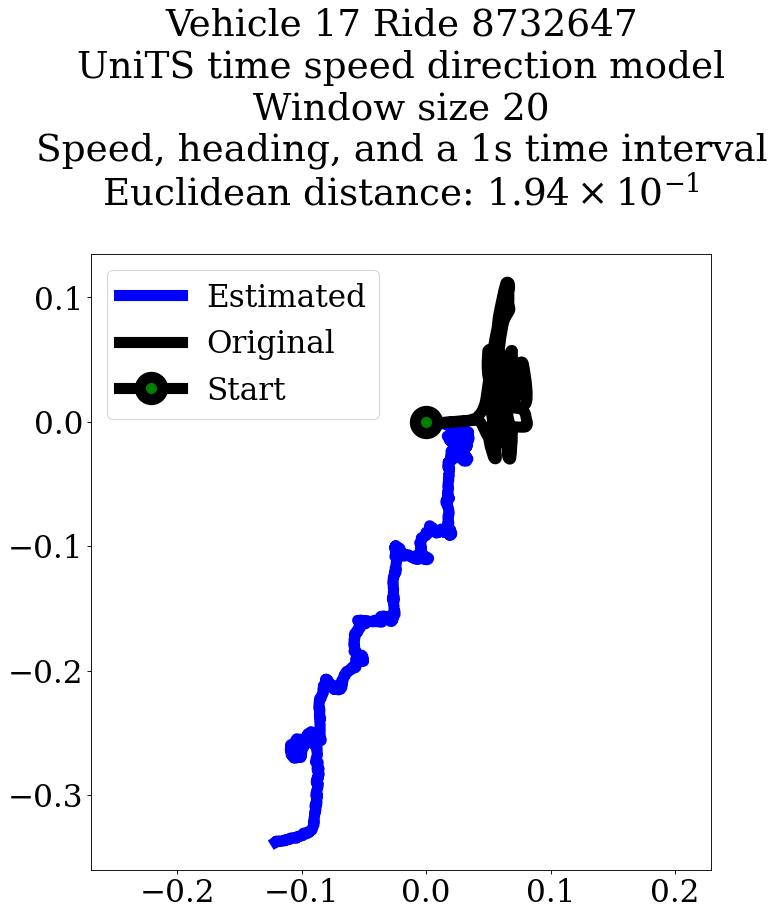 Vehicle 17 Ride 8732647
UniTS time speed direction model
Window size 20
Speed, heading, and a 1s time interval
Euclidean distance: 1.94 × 10⁻¹
Estimated
Original
Start
0.1
0.0
−0.1
−0.2
−0.3
−0.2 −0.1 0.0 0.1 0.2